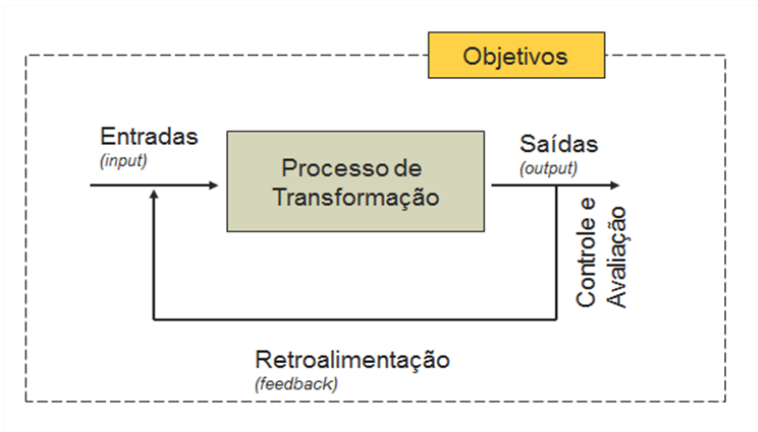 Objetivos
Entradas
(input)
Processo de
Transformação
Saídas
(output)
Controle e
Avaliação
Retroalimentação
(feedback)